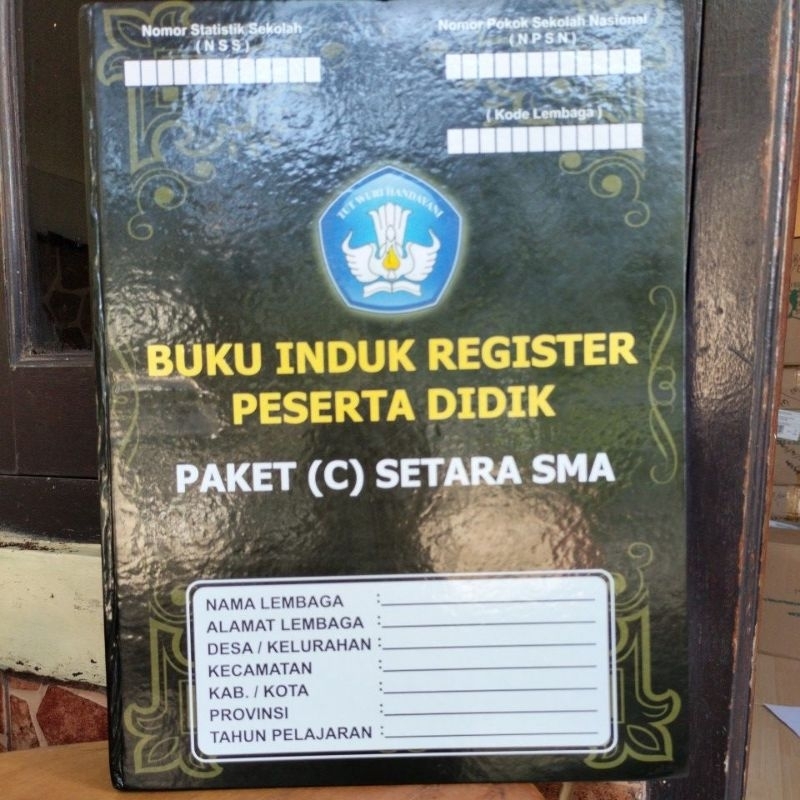 Nomor Statistik Sekolah
( N S S )
Nomor Pokok Sekolah Nasional
( N P S N )
( Kode Lembaga )
TUT WURI HANDAYANI
BUKU INDUK REGISTER
PESERTA DIDIK
PAKET (C) SETARA SMA
NAMA LEMBAGA :
ALAMAT LEMBAGA :
DESA / KELURAHAN :
KECAMATAN :
KAB. / KOTA :
PROVINSI :
TAHUN PELAJARAN :